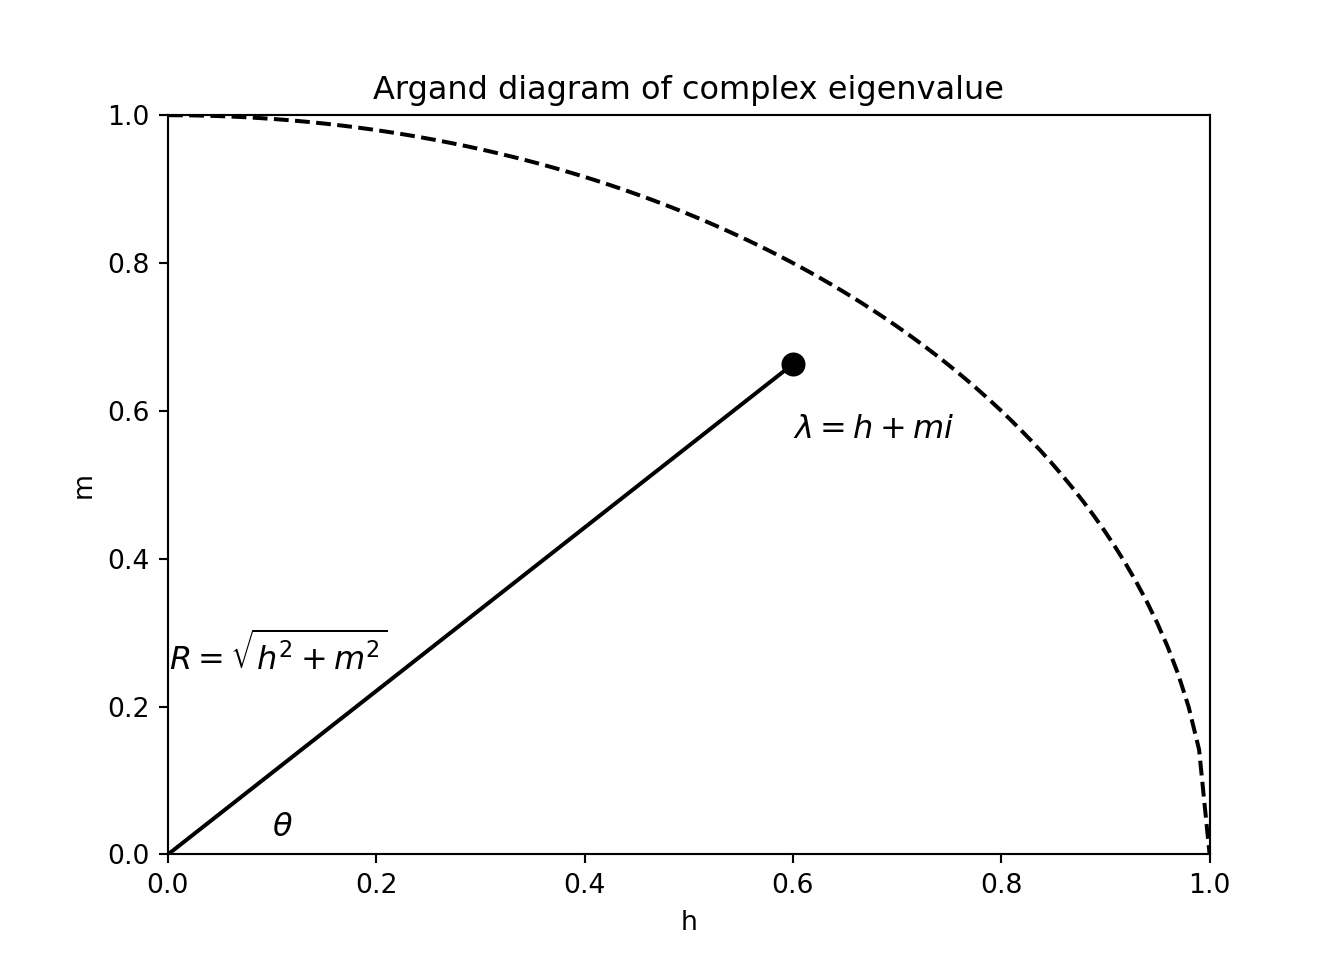 Argand diagram of complex eigenvalue
1.0
0.8
λ = h + mi
0.6
m
0.4
R = √h² + m²
0.2
θ
0.0
0.0 0.2 0.4 0.6 0.8 1.0
h